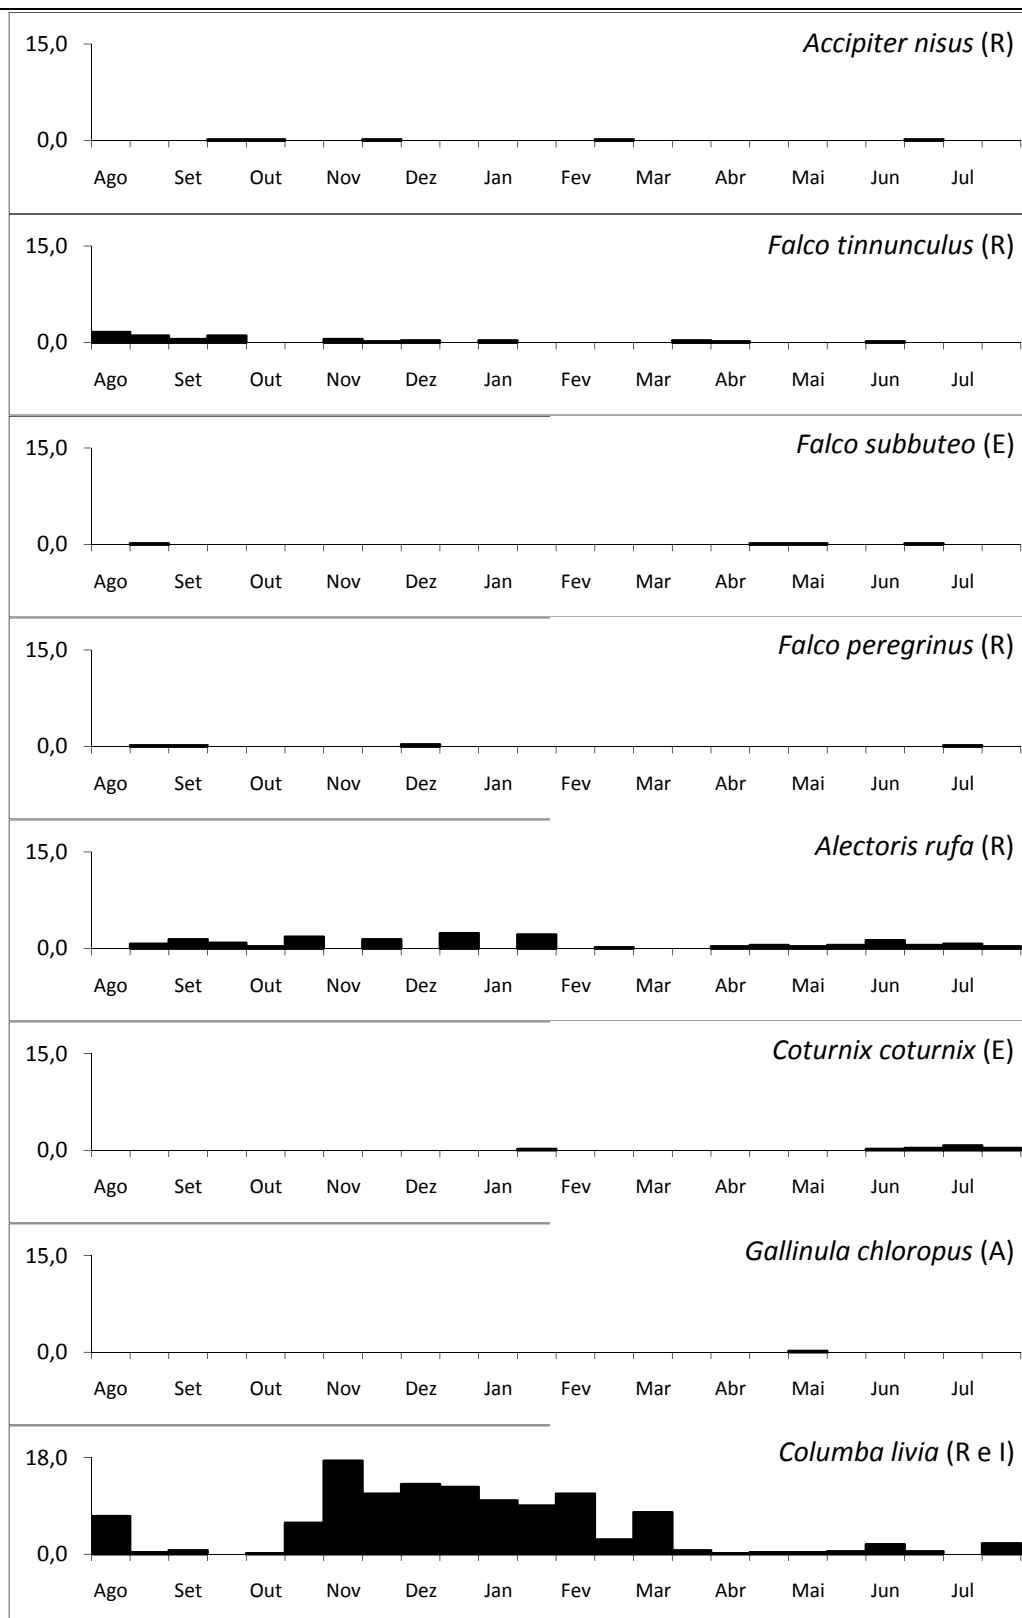 15,0
Accipiter nisus (R)
0,0
Ago Set Out Nov Dez Jan Fev Mar Abr Mai Jun Jul
15,0
Falco tinnunculus (R)
0,0
Ago Set Out Nov Dez Jan Fev Mar Abr Mai Jun Jul
15,0
Falco subbuteo (E)
0,0
Ago Set Out Nov Dez Jan Fev Mar Abr Mai Jun Jul
15,0
Falco peregrinus (R)
0,0
Ago Set Out Nov Dez Jan Fev Mar Abr Mai Jun Jul
15,0
Alectoris rufa (R)
0,0
Ago Set Out Nov Dez Jan Fev Mar Abr Mai Jun Jul
15,0
Coturnix coturnix (E)
0,0
Ago Set Out Nov Dez Jan Fev Mar Abr Mai Jun Jul
15,0
Gallinula chloropus (A)
0,0
Ago Set Out Nov Dez Jan Fev Mar Abr Mai Jun Jul
18,0
Columba livia (R e I)
0,0
Ago Set Out Nov Dez Jan Fev Mar Abr Mai Jun Jul